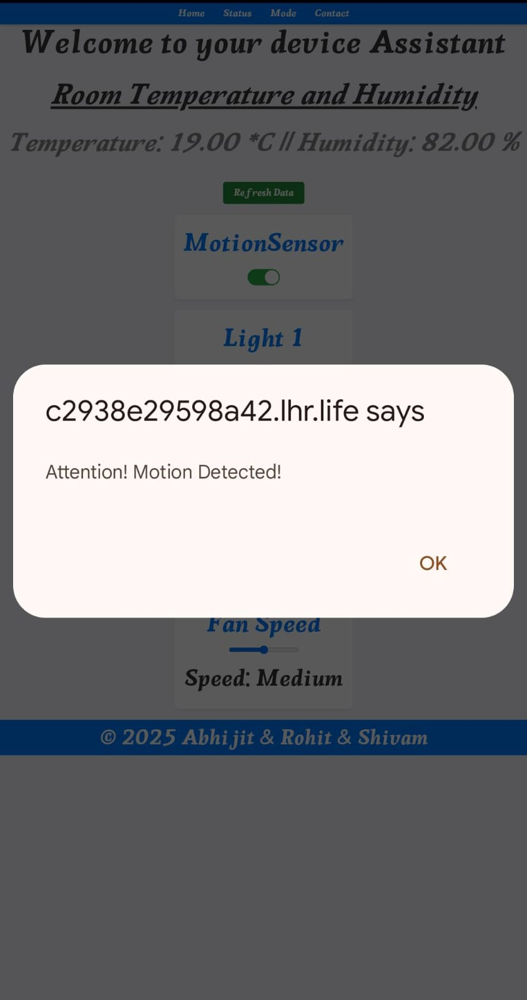 Home Status Mode Contact
Welcome to your device Assistant
Room Temperature and Humidity
Temperature: 19.00 *C || Humidity: 82.00 %
Refresh Data
MotionSensor
Light 1
c2938e29598a42.lhr.life says
Attention! Motion Detected!
OK
Fan Speed
Speed: Medium
© 2025 Abhijit & Rohit & Shivam